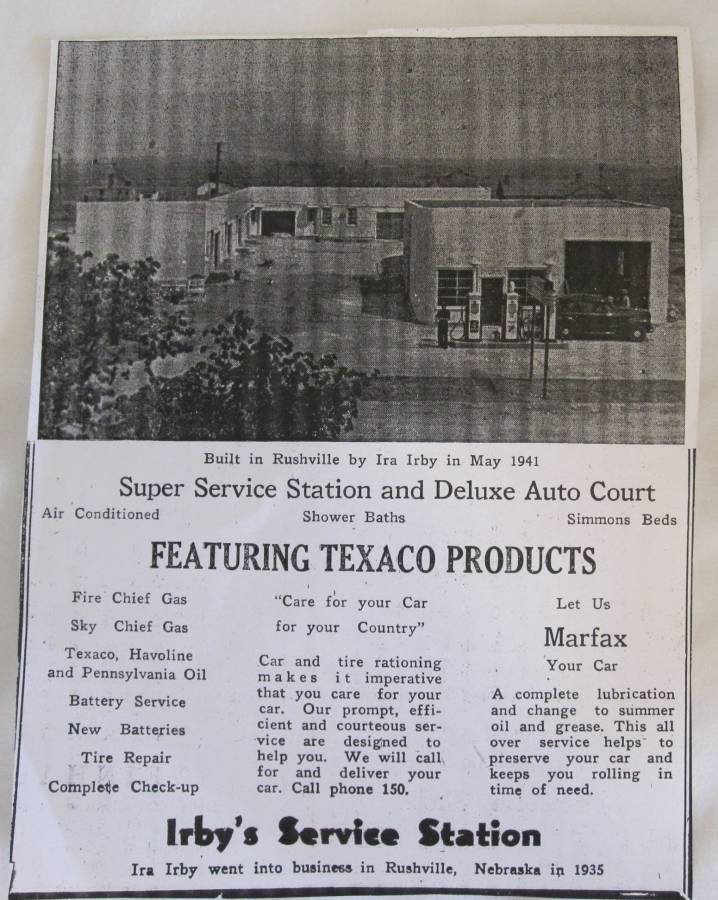 Built in Rushville by Ira Irby in May 1941
Super Service Station and Deluxe Auto Court
Air Conditioned Shower Baths Simmons Beds
FEATURING TEXACO PRODUCTS
Fire Chief Gas
Sky Chief Gas
Texaco, Havoline
and Pennsylvania Oil
Battery Service
New Batteries
Tire Repair
Complete Check-up
"Care for your Car
for your Country"
Car and tire rationing
makes it imperative
that you care for your
car. Our prompt, effi-
cient and courteous ser-
vice are designed to
help you. We will call
for and deliver your
car. Call phone 150.
Let Us
Marfax
Your Car
A complete lubrication
and change to summer
oil and grease. This all
over service helps to
preserve your car and
keeps you rolling in
time of need.
Irby's Service Station
Ira Irby went into business in Rushville, Nebraska in 1935